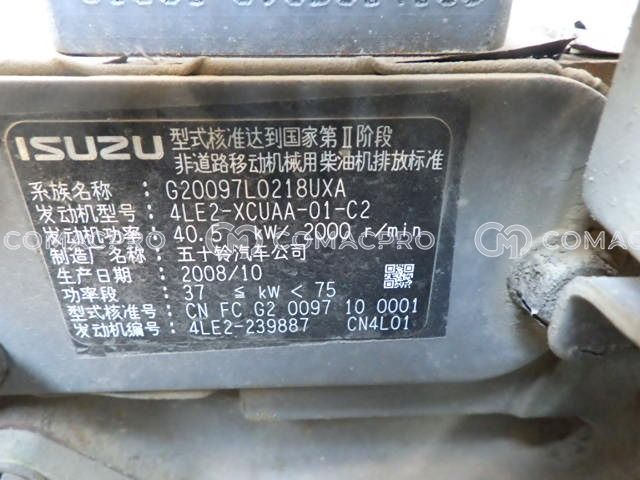 ISUZU 型式核准达到国家第Ⅱ阶段
非道路移动机械用柴油机排放标准
系族名称 : G20097L0218UXA
发动机型号: 4LE2-XCUAA-01-C2
发动机功率: 40.5 kW/ 2000 r/min
制造厂名称: 五十铃汽车公司
生产日期 : 2008/10
功率段 : 37 ≤ kW < 75
型式核准号: CN FC G2 0097 10 0001
发动机编号: 4LE2-239887 CN4L01
COMACPRO COMACPRO